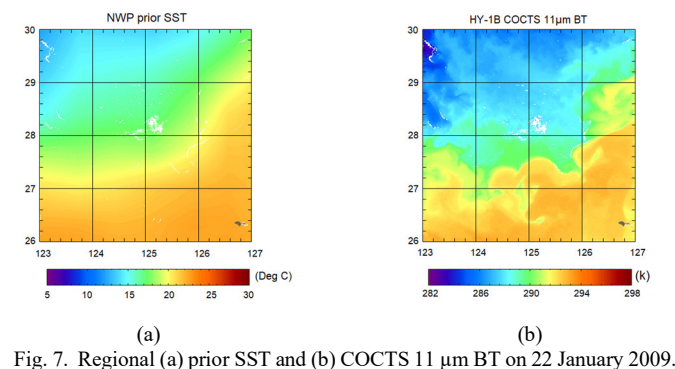 NWP prior SST
30
29
28
27
26
123 124 125 126 127
5 10 15 20 25 30 (Deg C)
(a)
HY-1B COCTS 11μm BT
30
29
28
27
26
123 124 125 126 127
282 286 290 294 298 (k)
(b)
Fig. 7. Regional (a) prior SST and (b) COCTS 11 μm BT on 22 January 2009.